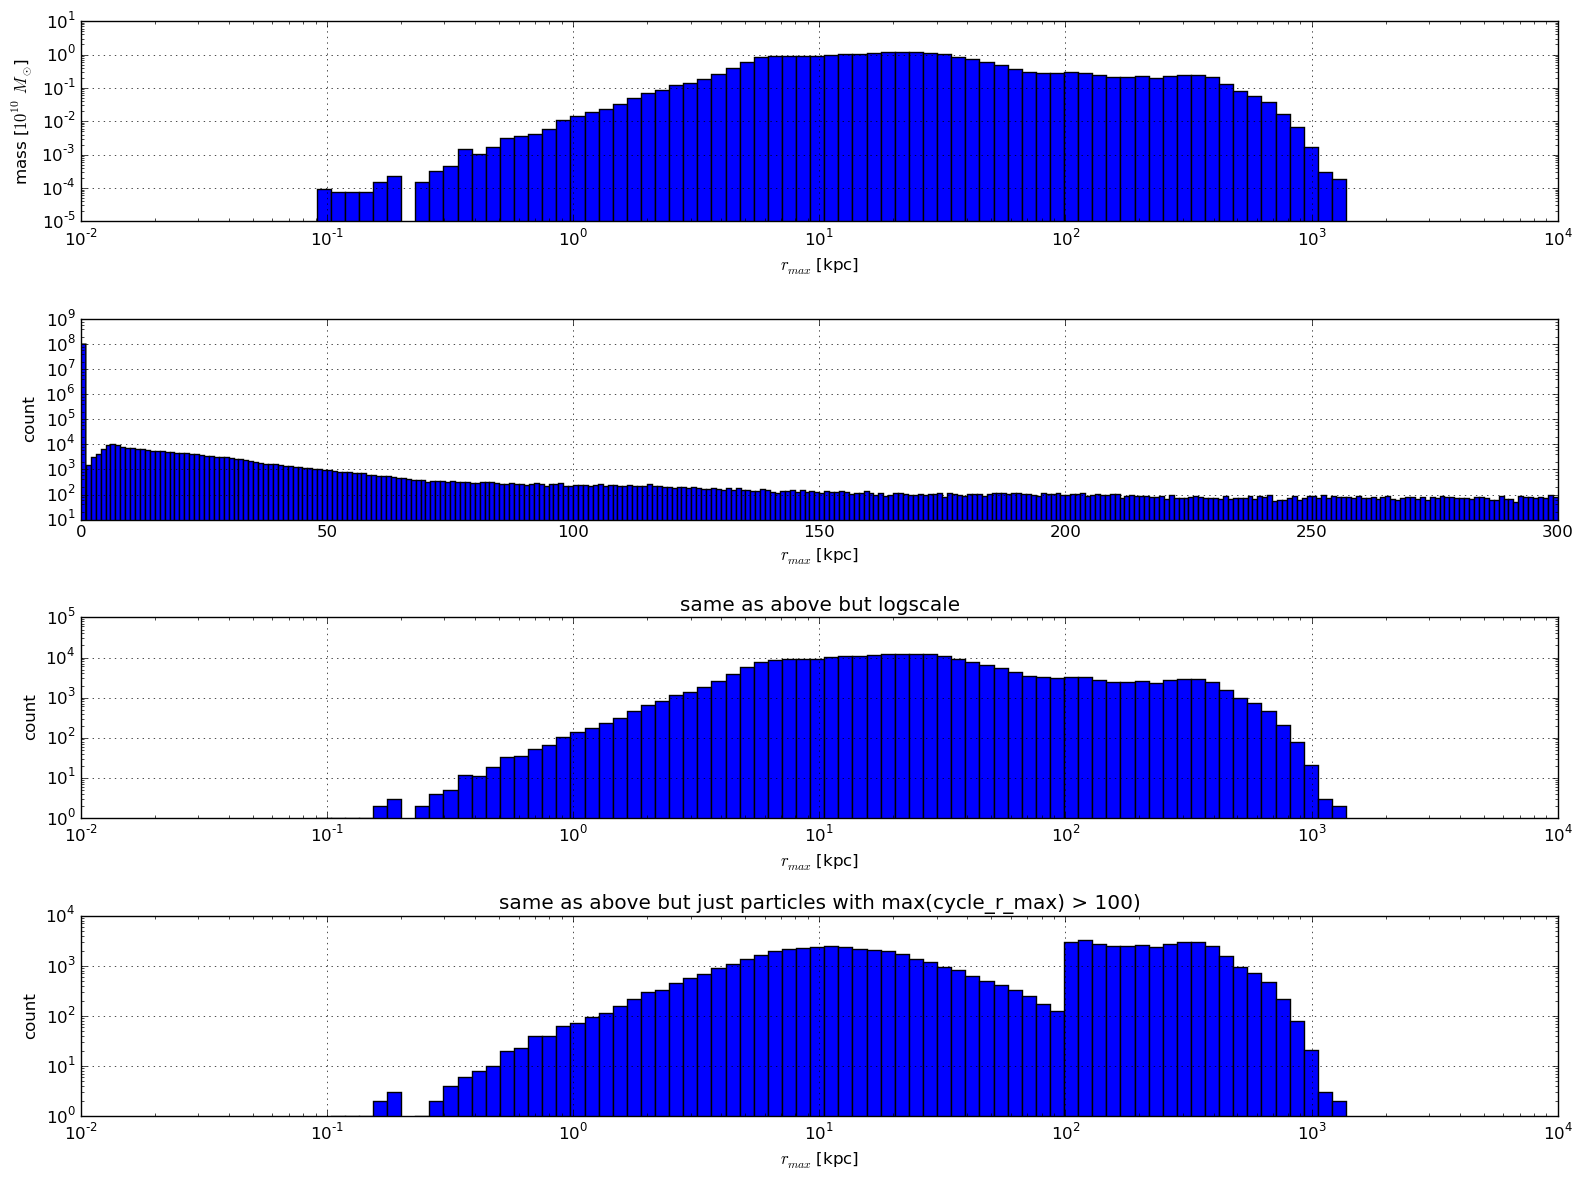 10^1
10^0
10^-1
10^-2
10^-3
10^-4
10^-5
mass [10^10 M_⊙]
10^-2 10^-1 10^0 10^1 10^2 10^3 10^4
r_max [kpc]
10^9
10^8
10^7
10^6
10^5
10^4
10^3
10^2
10^1
count
0 50 100 150 200 250 300
r_max [kpc]
same as above but logscale
10^5
10^4
10^3
10^2
10^1
10^0
count
10^-2 10^-1 10^0 10^1 10^2 10^3 10^4
r_max [kpc]
same as above but just particles with max(cycle_r_max) > 100)
10^4
10^3
10^2
10^1
10^0
count
10^-2 10^-1 10^0 10^1 10^2 10^3 10^4
r_max [kpc]